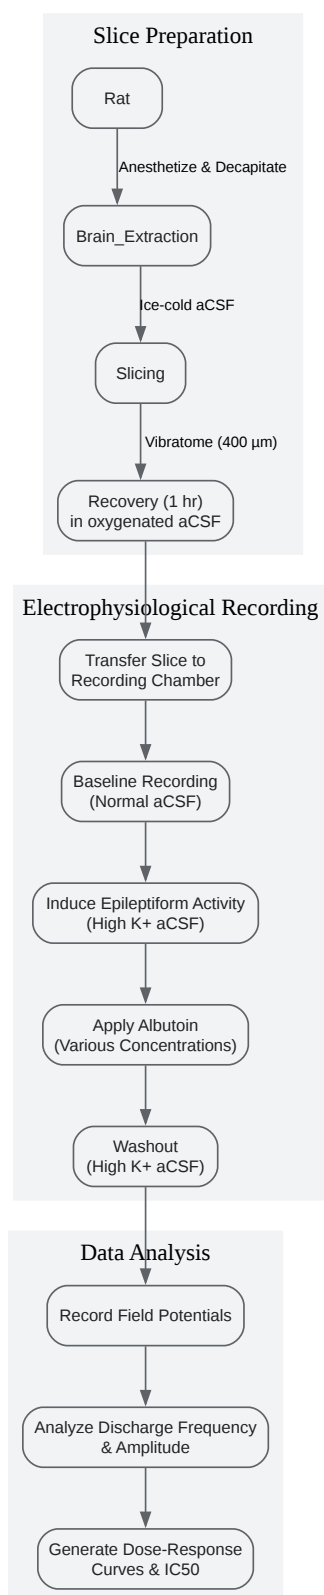 Slice Preparation
Rat
Anesthetize & Decapitate
Brain_Extraction
Ice-cold aCSF
Slicing
Vibratome (400 µm)
Recovery (1 hr)
in oxygenated aCSF
Electrophysiological Recording
Transfer Slice to
Recording Chamber
Baseline Recording
(Normal aCSF)
Induce Epileptiform Activity
(High K+ aCSF)
Apply Albutoin
(Various Concentrations)
Washout
(High K+ aCSF)
Data Analysis
Record Field Potentials
Analyze Discharge Frequency
& Amplitude
Generate Dose-Response
Curves & IC50